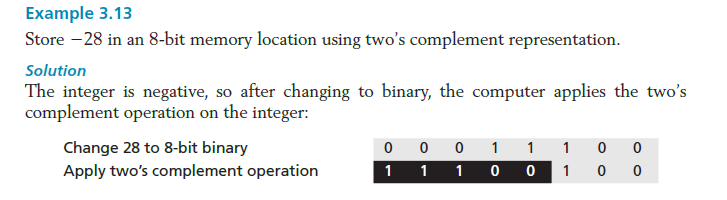 Example 3.13
Store −28 in an 8-bit memory location using two’s complement representation.
Solution
The integer is negative, so after changing to binary, the computer applies the two’s
complement operation on the integer:
Change 28 to 8-bit binary 0 0 0 1 1 1 0 0
Apply two’s complement operation 1 1 1 0 0 1 0 0